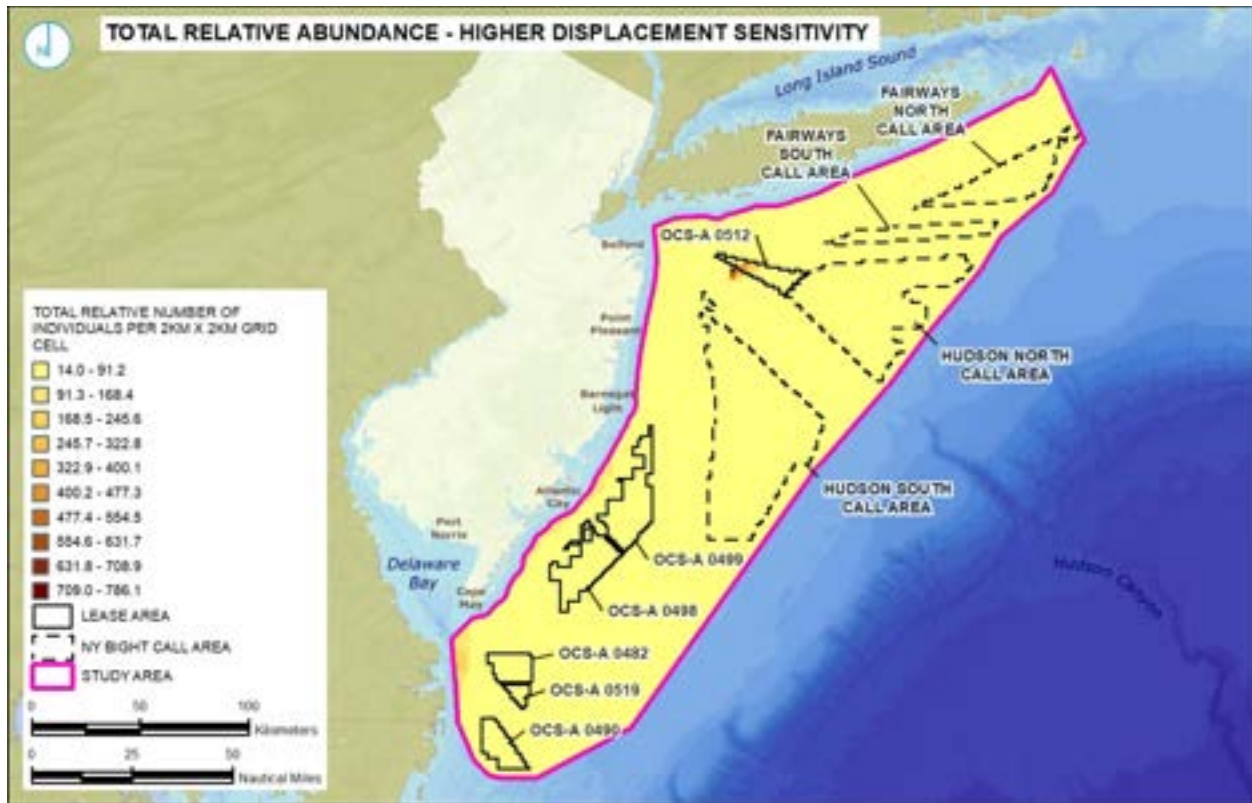 TOTAL RELATIVE ABUNDANCE - HIGHER DISPLACEMENT SENSITIVITY
N
Long Island Sound
FAIRWAYS
NORTH
CALL AREA
FAIRWAYS
SOUTH
CALL AREA
OCS-A 0512
Belford
Point
Pleasant
HUDSON NORTH
CALL AREA
Barnegat
Light
HUDSON SOUTH
CALL AREA
Atlantic
City
Port
Norris
Delaware
Bay
Cape
May
OCS-A 0499
OCS-A 0498
Hudson Canyon
OCS-A 0482
OCS-A 0519
OCS-A 0490
TOTAL RELATIVE NUMBER OF
INDIVIDUALS PER 2KM X 2KM GRID
CELL
14.0 - 91.2
91.3 - 168.4
168.5 - 245.6
245.7 - 322.8
322.9 - 400.1
400.2 - 477.3
477.4 - 554.5
554.6 - 631.7
631.8 - 708.9
709.0 - 786.1
LEASE AREA
NY BIGHT CALL AREA
STUDY AREA
0 50 100
Kilometers
0 25 50
Nautical Miles